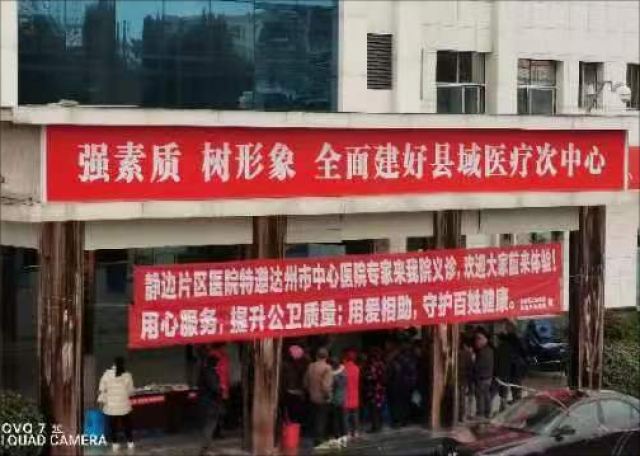 强素质 树形象 全面建好县域医疗次中心
静边片区医院特邀达州市中心医院专家来我院义诊，欢迎大家前来体验！
用心服务，提升公卫质量；用爱相助，守护百姓健康。
QUAD CAMERA